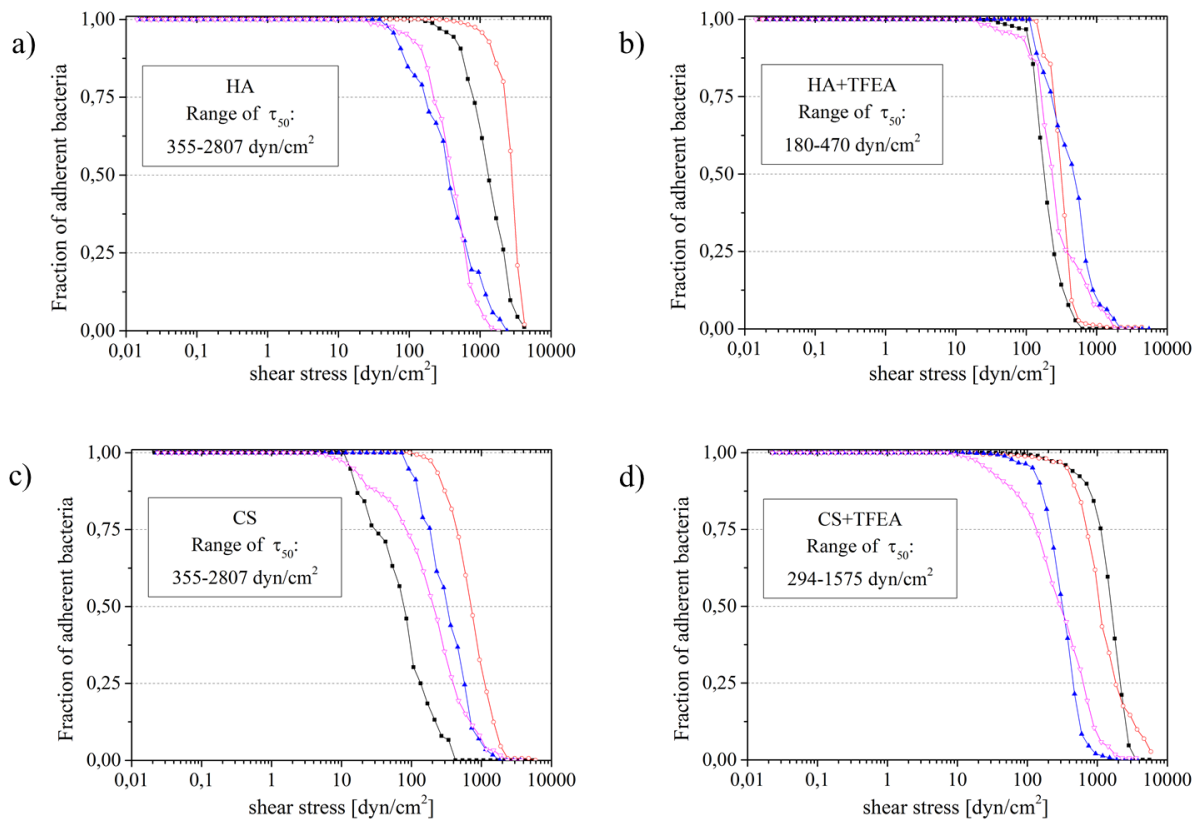 a)
1,00
0,75
0,50
0,25
0,00
Fraction of adherent bacteria
HA
Range of τ50:
355-2807 dyn/cm2
0,01 0,1 1 10 100 1000 10000
shear stress [dyn/cm2]
b)
1,00
0,75
0,50
0,25
0,00
Fraction of adherent bacteria
HA+TFEA
Range of τ50:
180-470 dyn/cm2
0,01 0,1 1 10 100 1000 10000
shear stress [dyn/cm2]
c)
1,00
0,75
0,50
0,25
0,00
Fraction of adherent bacteria
CS
Range of τ50:
355-2807 dyn/cm2
0,01 0,1 1 10 100 1000 10000
shear stress [dyn/cm2]
d)
1,00
0,75
0,50
0,25
0,00
Fraction of adherent bacteria
CS+TFEA
Range of τ50:
294-1575 dyn/cm2
0,01 0,1 1 10 100 1000 10000
shear stress [dyn/cm2]